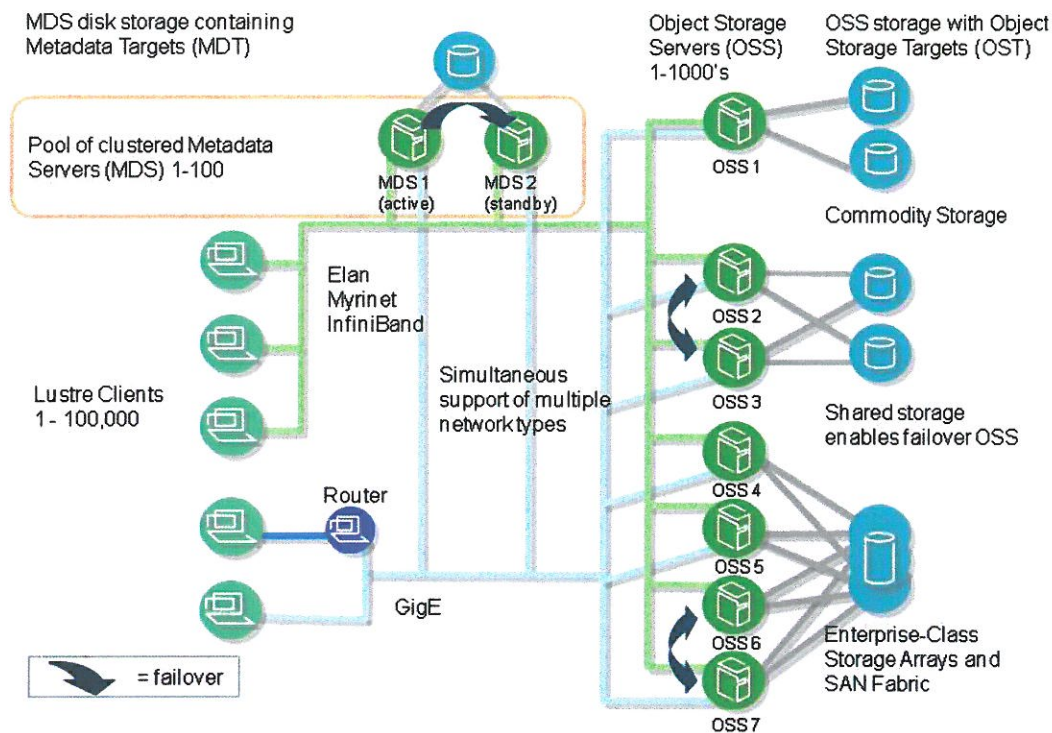 MDS disk storage containing
Metadata Targets (MDT)
Object Storage
Servers (OSS)
1-1000's
OSS storage with Object
Storage Targets (OST)
Pool of clustered Metadata
Servers (MDS) 1-100
MDS 1
(active)
MDS 2
(standby)
OSS 1
Commodity Storage
Elan
Myrinet
InfiniBand
OSS 2
OSS 3
Lustre Clients
1 - 100,000
Simultaneous
support of multiple
network types
Shared storage
enables failover OSS
OSS 4
Router
OSS 5
GigE
OSS 6
Enterprise-Class
Storage Arrays and
SAN Fabric
= failover
OSS 7